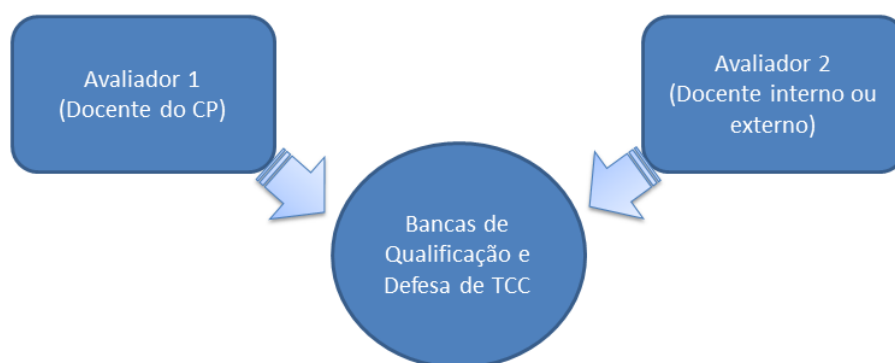 Avaliador 1
(Docente do CP)
Avaliador 2
(Docente interno ou
externo)
Bancas de
Qualificação e
Defesa de TCC